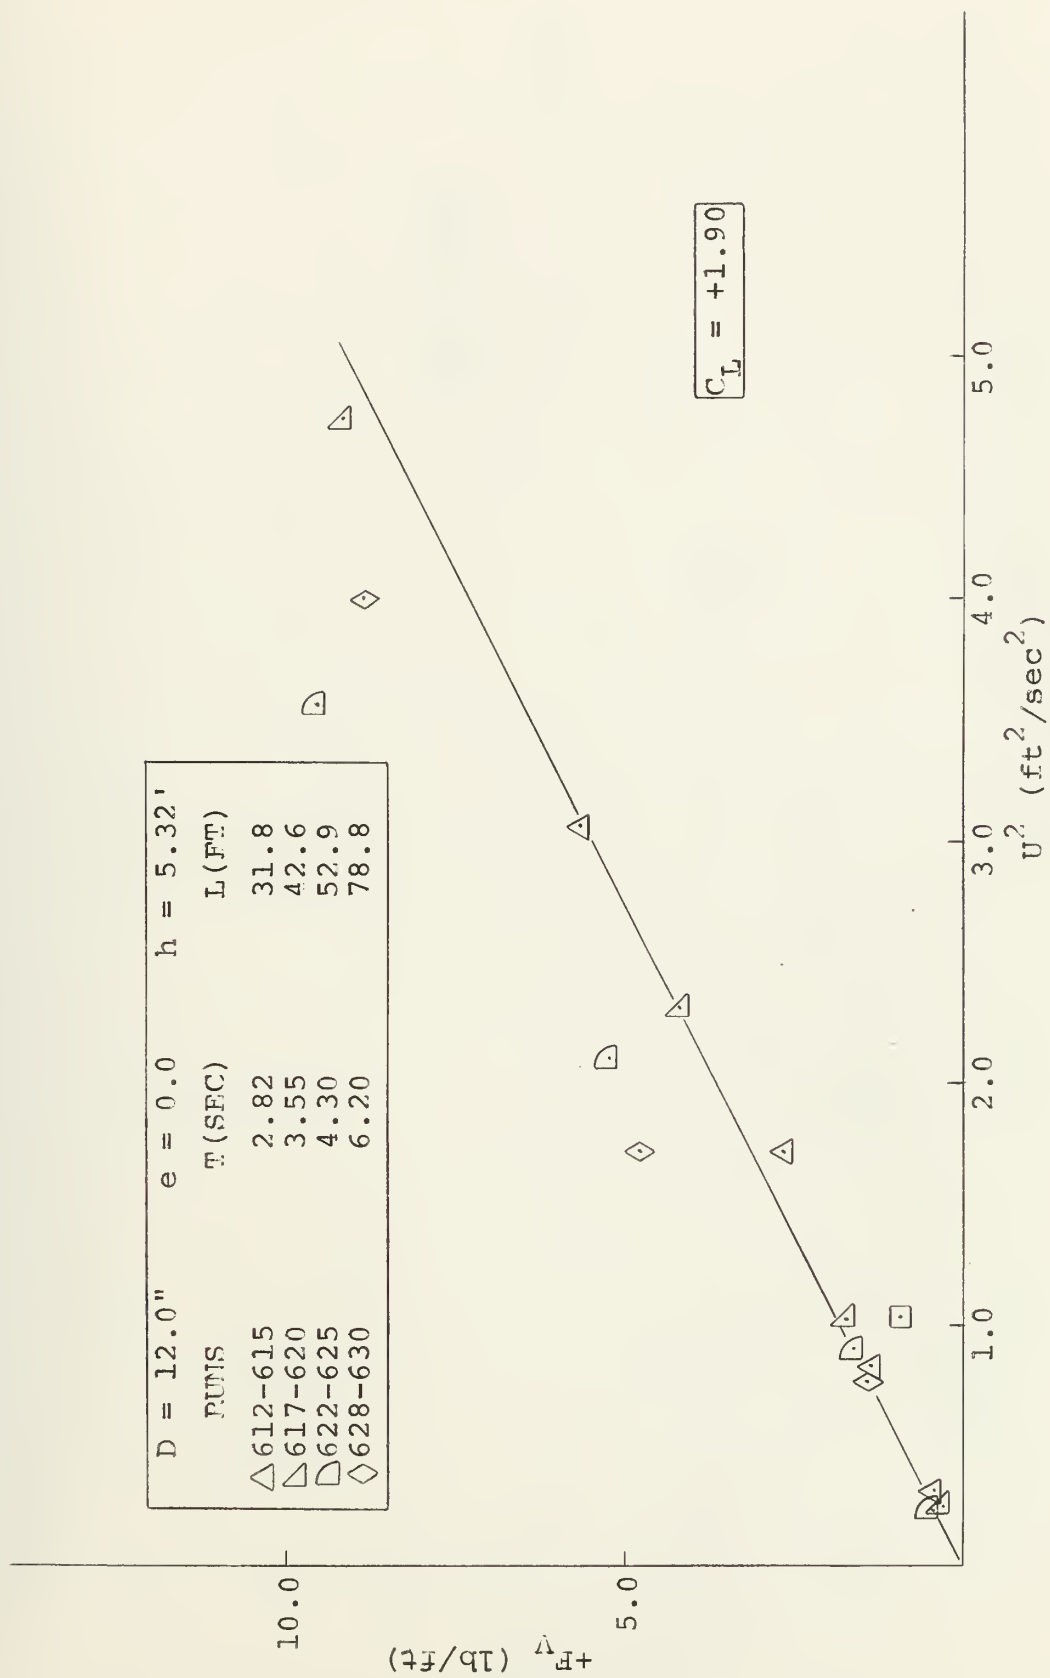 D = 12.0" e = 0.0 h = 5.32'
RUNS T(SEC) L(FT)
△612-615 2.82 31.8
617-620 3.55 42.6
622-625 4.30 52.9
◇628-630 6.20 78.8
10.0
5.0
+F_V (lb/ft)
C_L = +1.90
1.0 2.0 3.0 4.0 5.0
U² (ft²/sec²)